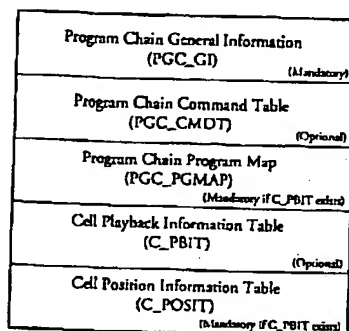 Program Chain General Information
(PGC_GI)
(Mandatory)
Program Chain Command Table
(PGC_CMDT)
(Optional)
Program Chain Program Map
(PGC_PGMAP)
(Mandatory if C_PBIT exists)
Cell Playback Information Table
(C_PBIT)
(Optional)
Cell Position Information Table
(C_POSIT)
(Mandatory if C_PBIT exists)